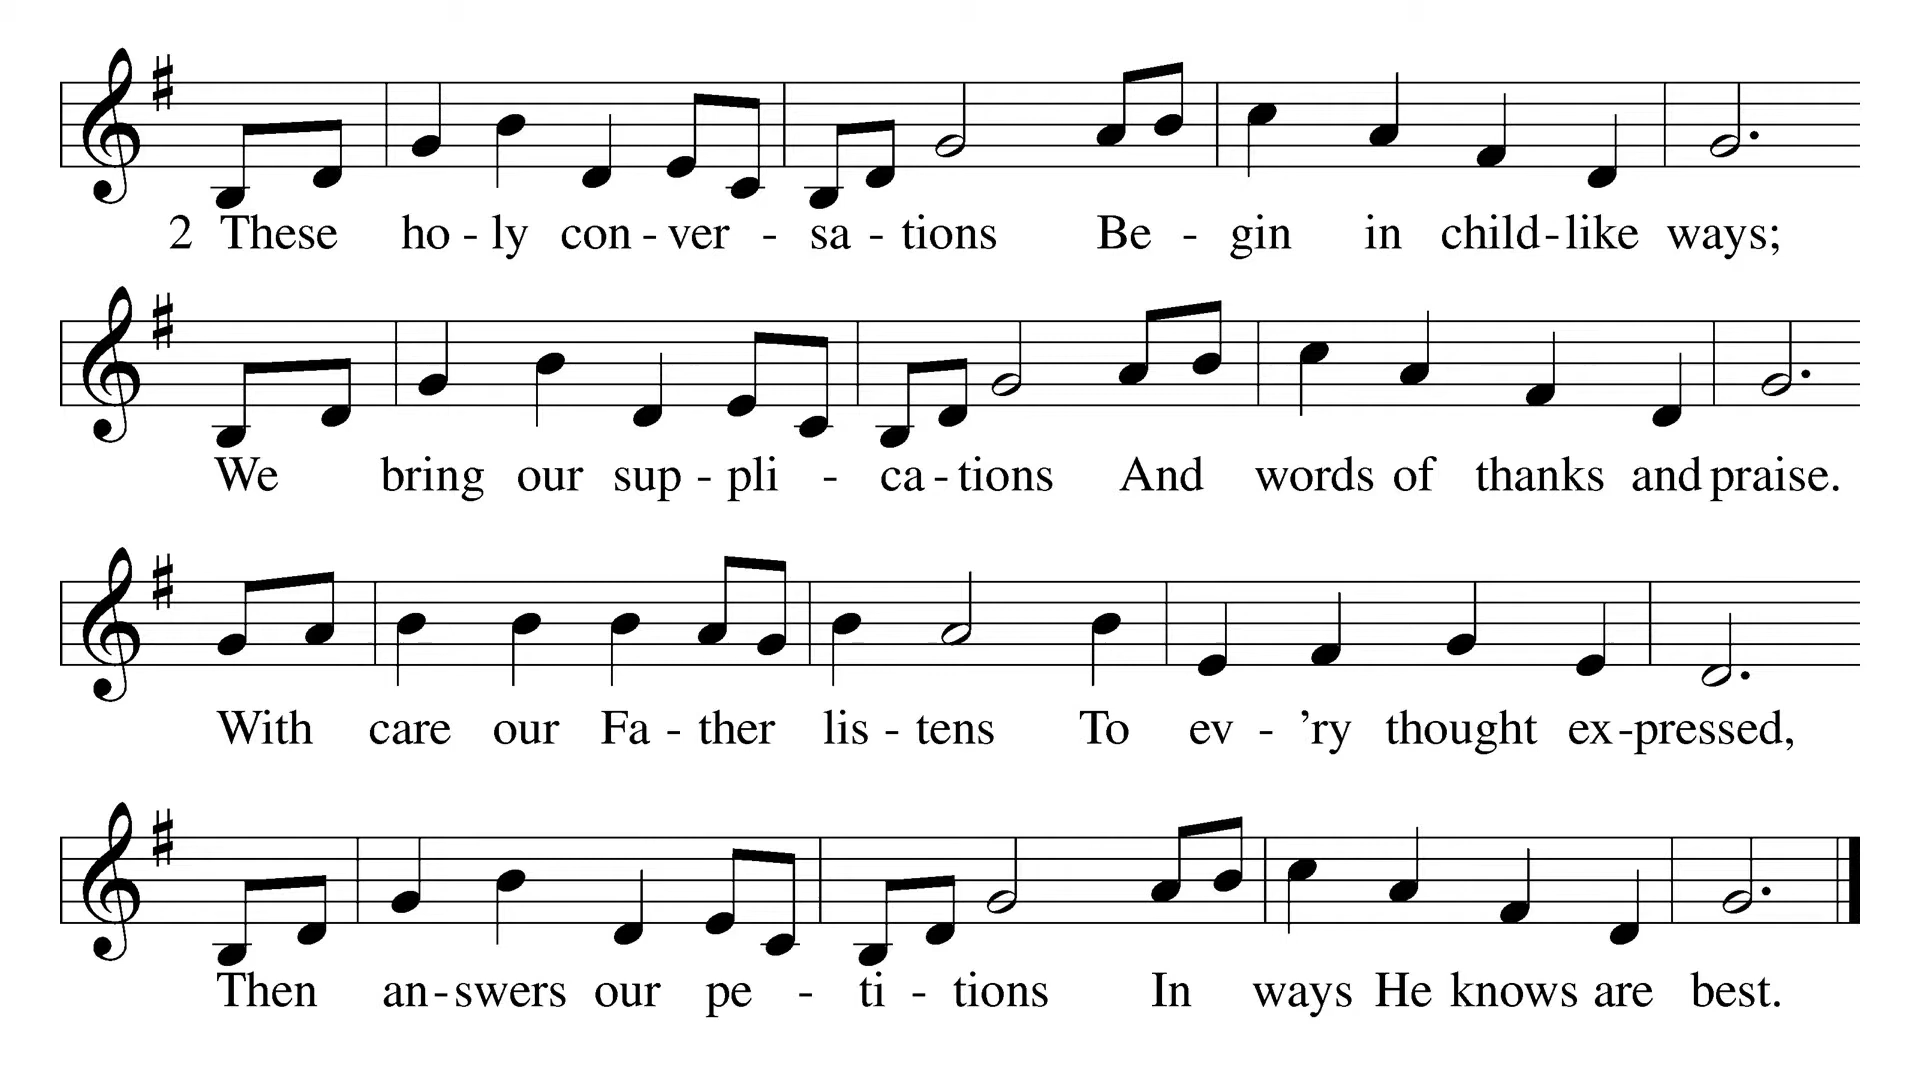 2 These ho - ly con - ver - sa - tions Be - gin in child - like ways;
We bring our sup - pli - ca - tions And words of thanks and praise.
With care our Fa - ther lis - tens To ev - ’ry thought ex - pressed,
Then an - swers our pe - ti - tions In ways He knows are best.